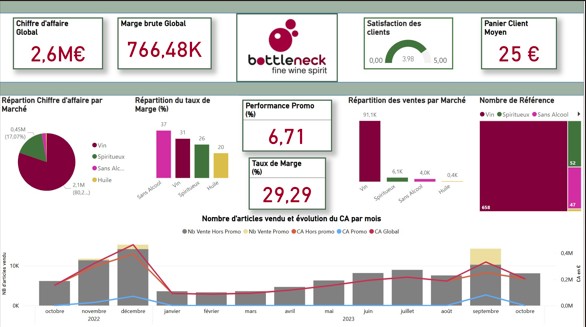 Chiffre d'affaire
Global
2,6M€
Marge brute Global
766,48K
bottleneck
fine wine spirit
Satisfaction des
clients
0,00
3.98
5,00
Panier Client
Moyen
25 €
Répartion Chiffre d'affaire par
Marché
0,45M
(17,07%)
2,1M
(80,2...
Vin
Spiritueux
Sans Alc...
Huile
Répartition du taux de
Marge (%)
37
31
26
20
Sans Alcool
Vin
Spiritueux
Huile
Performance Promo
(%)
6,71
Taux de Marge
(%)
29,29
Répartition des ventes par Marché
91,1K
6,1K
4,0K
0,4K
Vin
Spiritueux
Sans Alcool
Huile
Nombre de Référence
Vin
Spiritueux
Sans Alcool
658
52
47
Nombre d'articles vendu et évolution du CA par mois
Nb Vente Hors Promo
Nb Vente Promo
CA Hors promo
CA Promo
CA Global
NB d'articles vendu
10K
0K
0,4M
0,2M
0,0M
CA en €
octobre
novembre
décembre
janvier
février
mars
avril
mai
juin
juillet
août
septembre
octobre
2022
2023